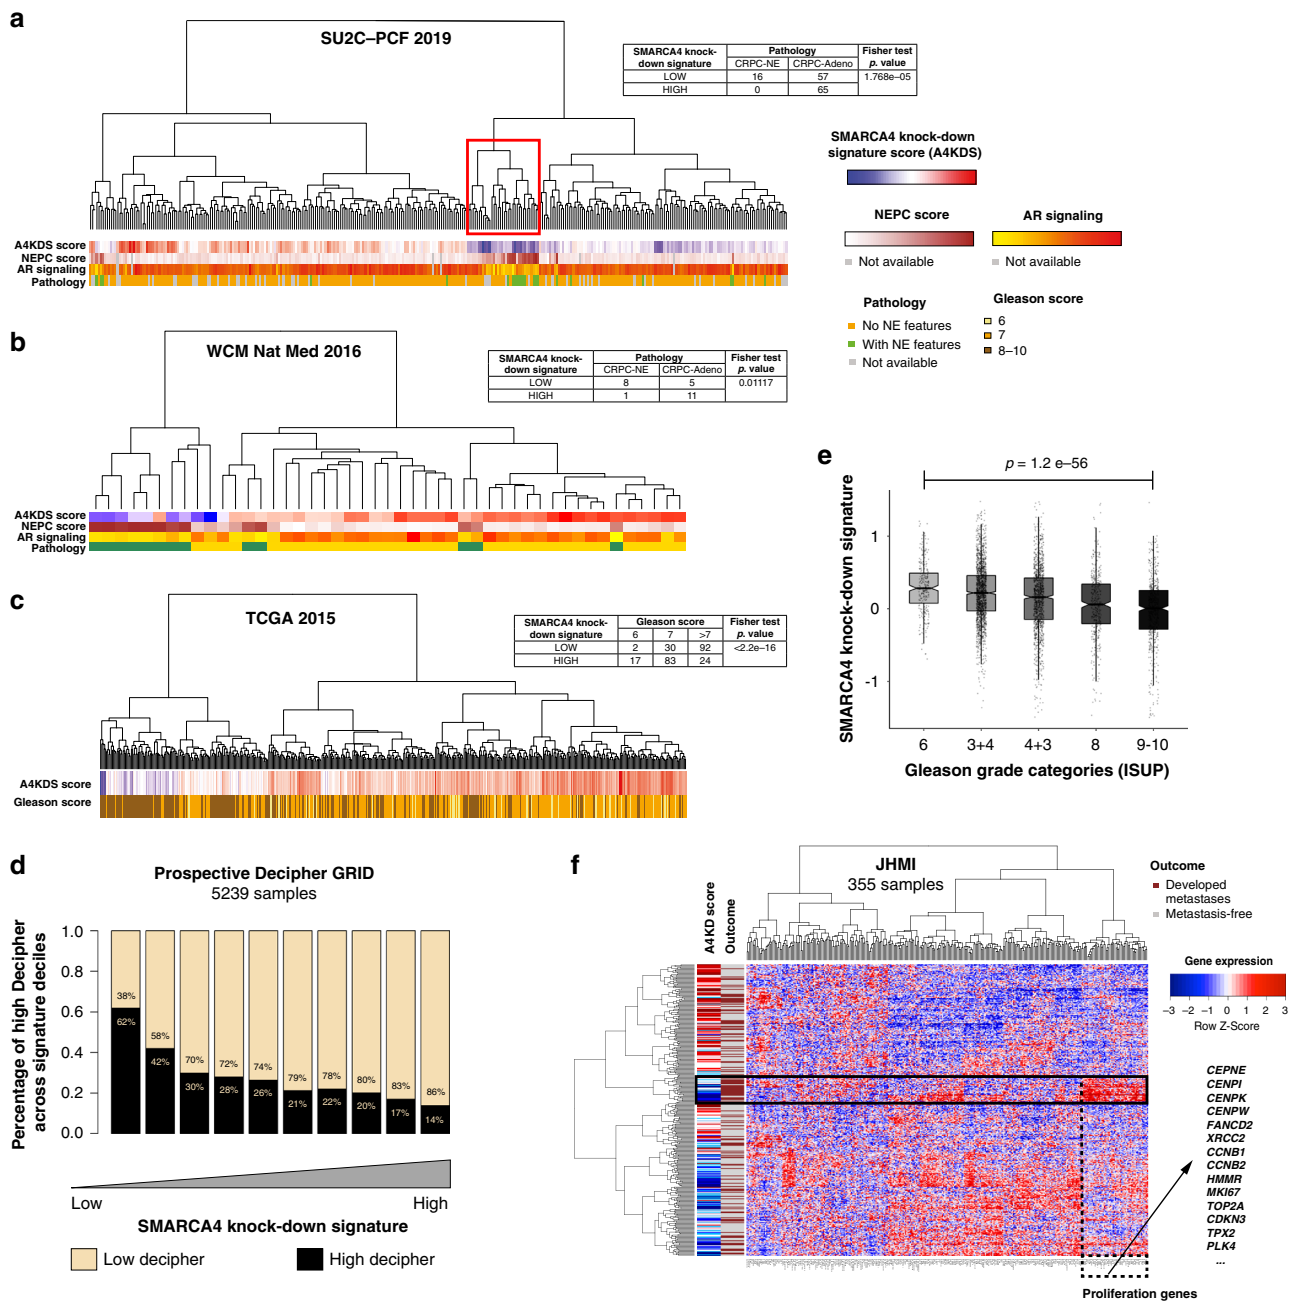 a
SU2C–PCF 2019
SMARCA4 knock-down signature Pathology Fisher test p. value
CRPC-NE CRPC-Adeno
LOW 16 57 1.768e–05
HIGH 0 65
A4KDS score
NEPC score
AR signaling
Pathology
SMARCA4 knock-down
signature score (A4KDS)
NEPC score AR signaling
Not available Not available
Pathology Gleason score
No NE features 6
With NE features 7
Not available 8–10
b
WCM Nat Med 2016
SMARCA4 knock-down signature Pathology Fisher test p. value
CRPC-NE CRPC-Adeno
LOW 8 5 0.01117
HIGH 1 11
A4KDS score
NEPC score
AR signaling
Pathology
c
TCGA 2015
SMARCA4 knock-down signature Gleason score Fisher test p. value
6 7 >7
LOW 2 30 92 <2.2e–16
HIGH 17 83 24
A4KDS score
Gleason score
e
p = 1.2 e–56
SMARCA4 knock-down signature
1
0
-1
6 3+4 4+3 8 9-10
Gleason grade categories (ISUP)
d
Prospective Decipher GRID
5239 samples
Percentage of high Decipher
across signature deciles
1.0
0.8
0.6
0.4
0.2
0.0
38% 58% 70% 72% 74% 79% 78% 80% 83% 86%
62% 42% 30% 28% 26% 21% 22% 20% 17% 14%
Low High
SMARCA4 knock-down signature
Low decipher High decipher
f
JHMI
355 samples
A4KD score
Outcome
Outcome
Developed
metastases
Metastasis-free
Gene expression
−3 −2 −1 0 1 2 3
Row Z-Score
CEPNE
CENPI
CENPK
CENPW
FANCD2
XRCC2
CCNB1
CCNB2
HMMR
MKI67
TOP2A
CDKN3
TPX2
PLK4
...
Proliferation genes